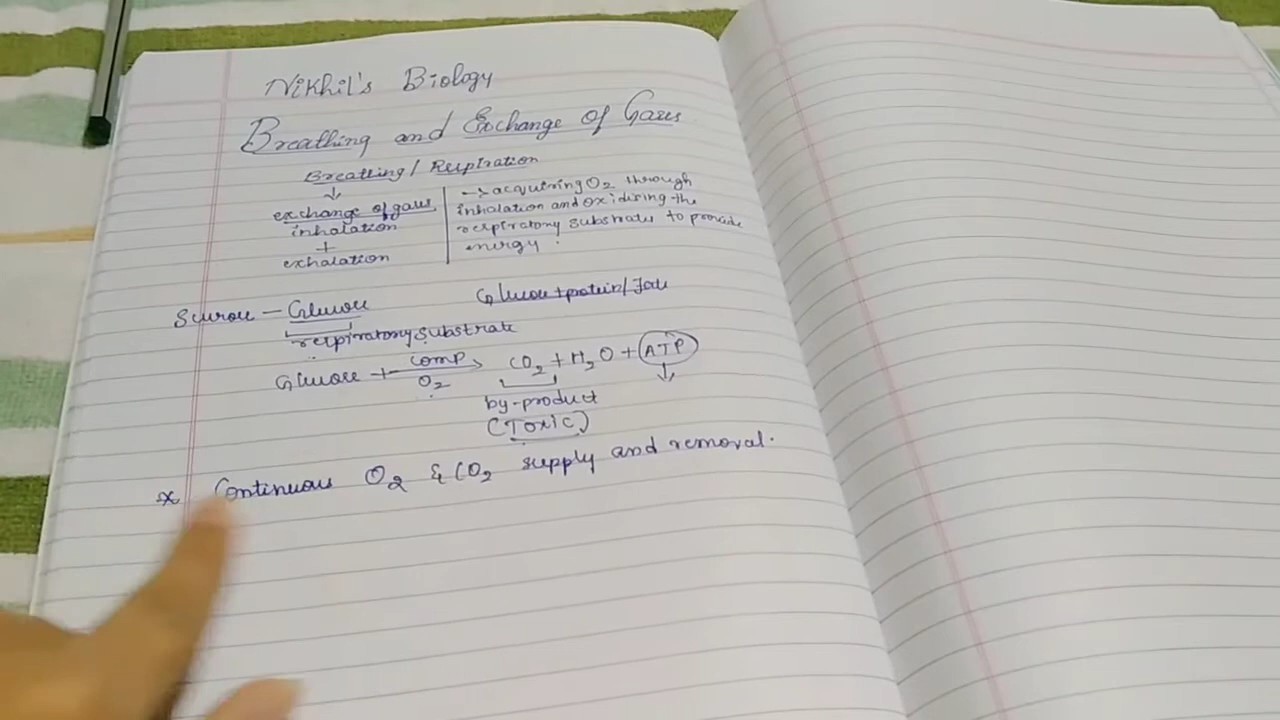 Nikhil's Biology
Breathing and Exchange of Gases
Breathing / Respiration
↓
exchange of gases
inhalation
+
exhalation
→ acquiring O2 through
inhalation and oxidizing the
respiratory substrate to provide
energy.
Glucose + protein / Fats
Source – Glucose
respiratory substrate
Glucose + comp → CO2 + H2O + ATP
O2
↓
by-product
(Toxic)
* Continuous O2 & CO2 supply and removal.